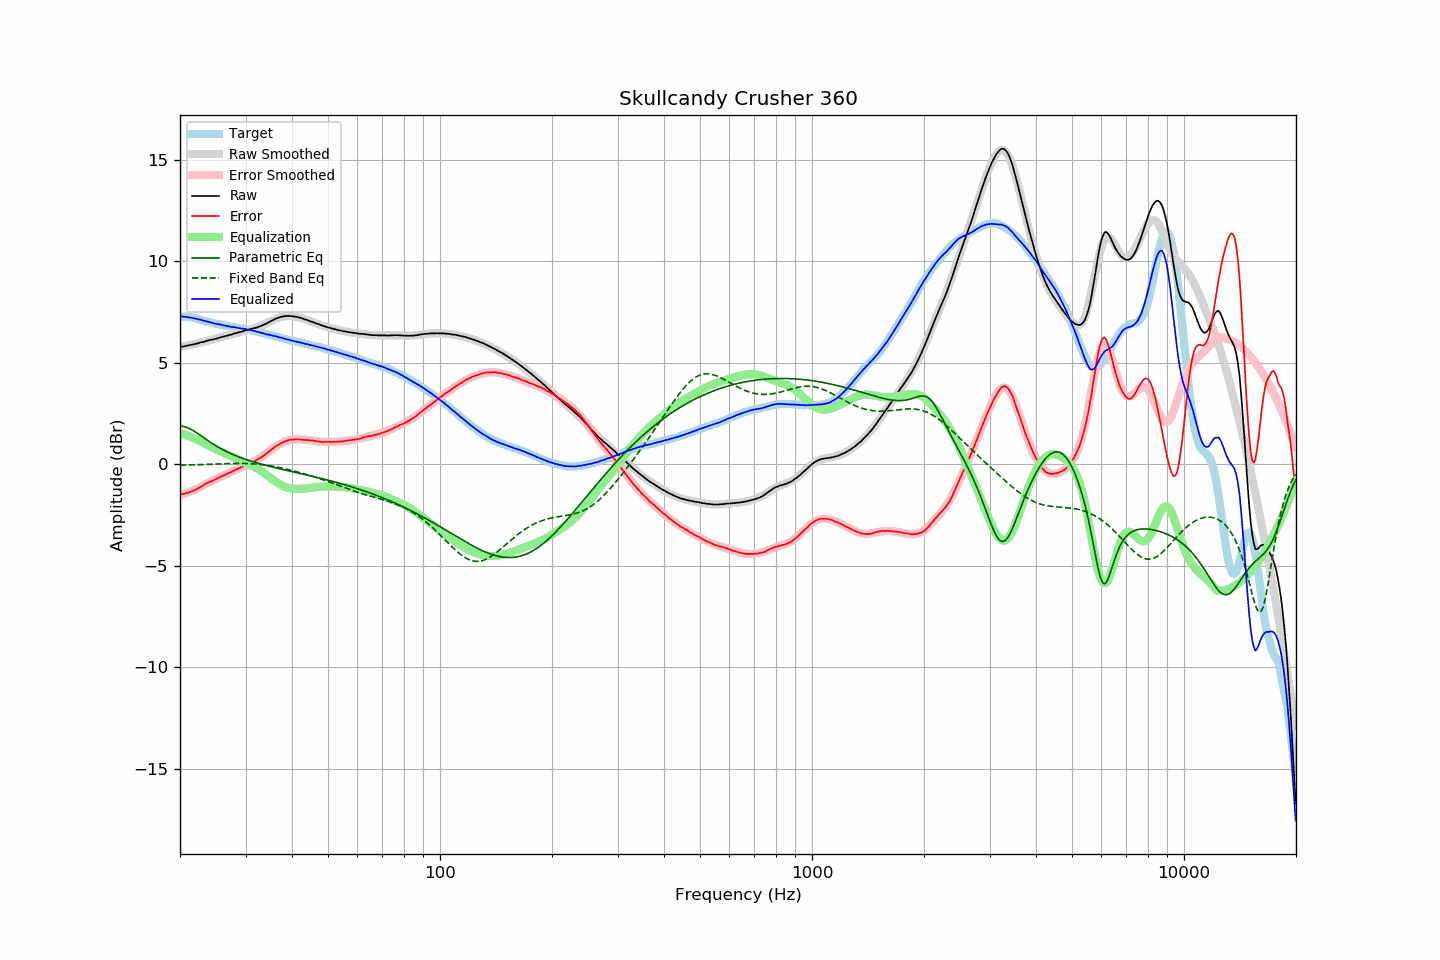 Skullcandy Crusher 360
Target
Raw Smoothed
Error Smoothed
Raw
Error
Equalization
Parametric Eq
Fixed Band Eq
Equalized
15
10
5
0
−5
−10
−15
Amplitude (dBr)
100
1000
10000
Frequency (Hz)